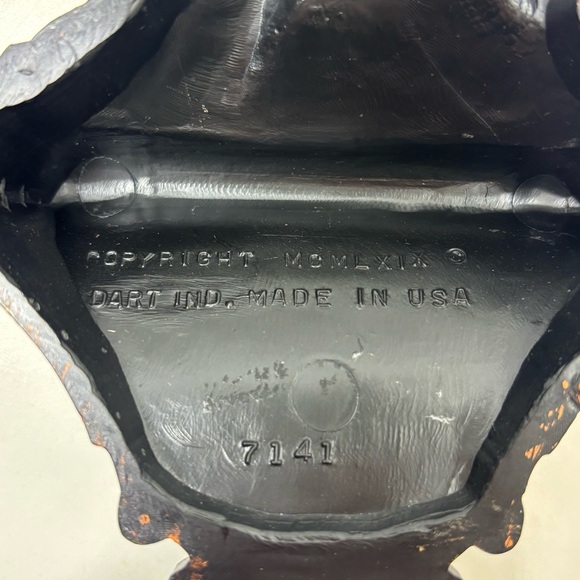 COPYRIGHT MCMLXIX ©
DART IND. MADE IN USA
7141